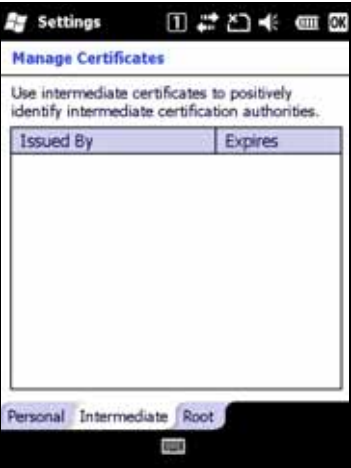 Settings 1 OK
Manage Certificates
Use intermediate certificates to positively
identify intermediate certification authorities.
Issued By Expires
Personal Intermediate Root